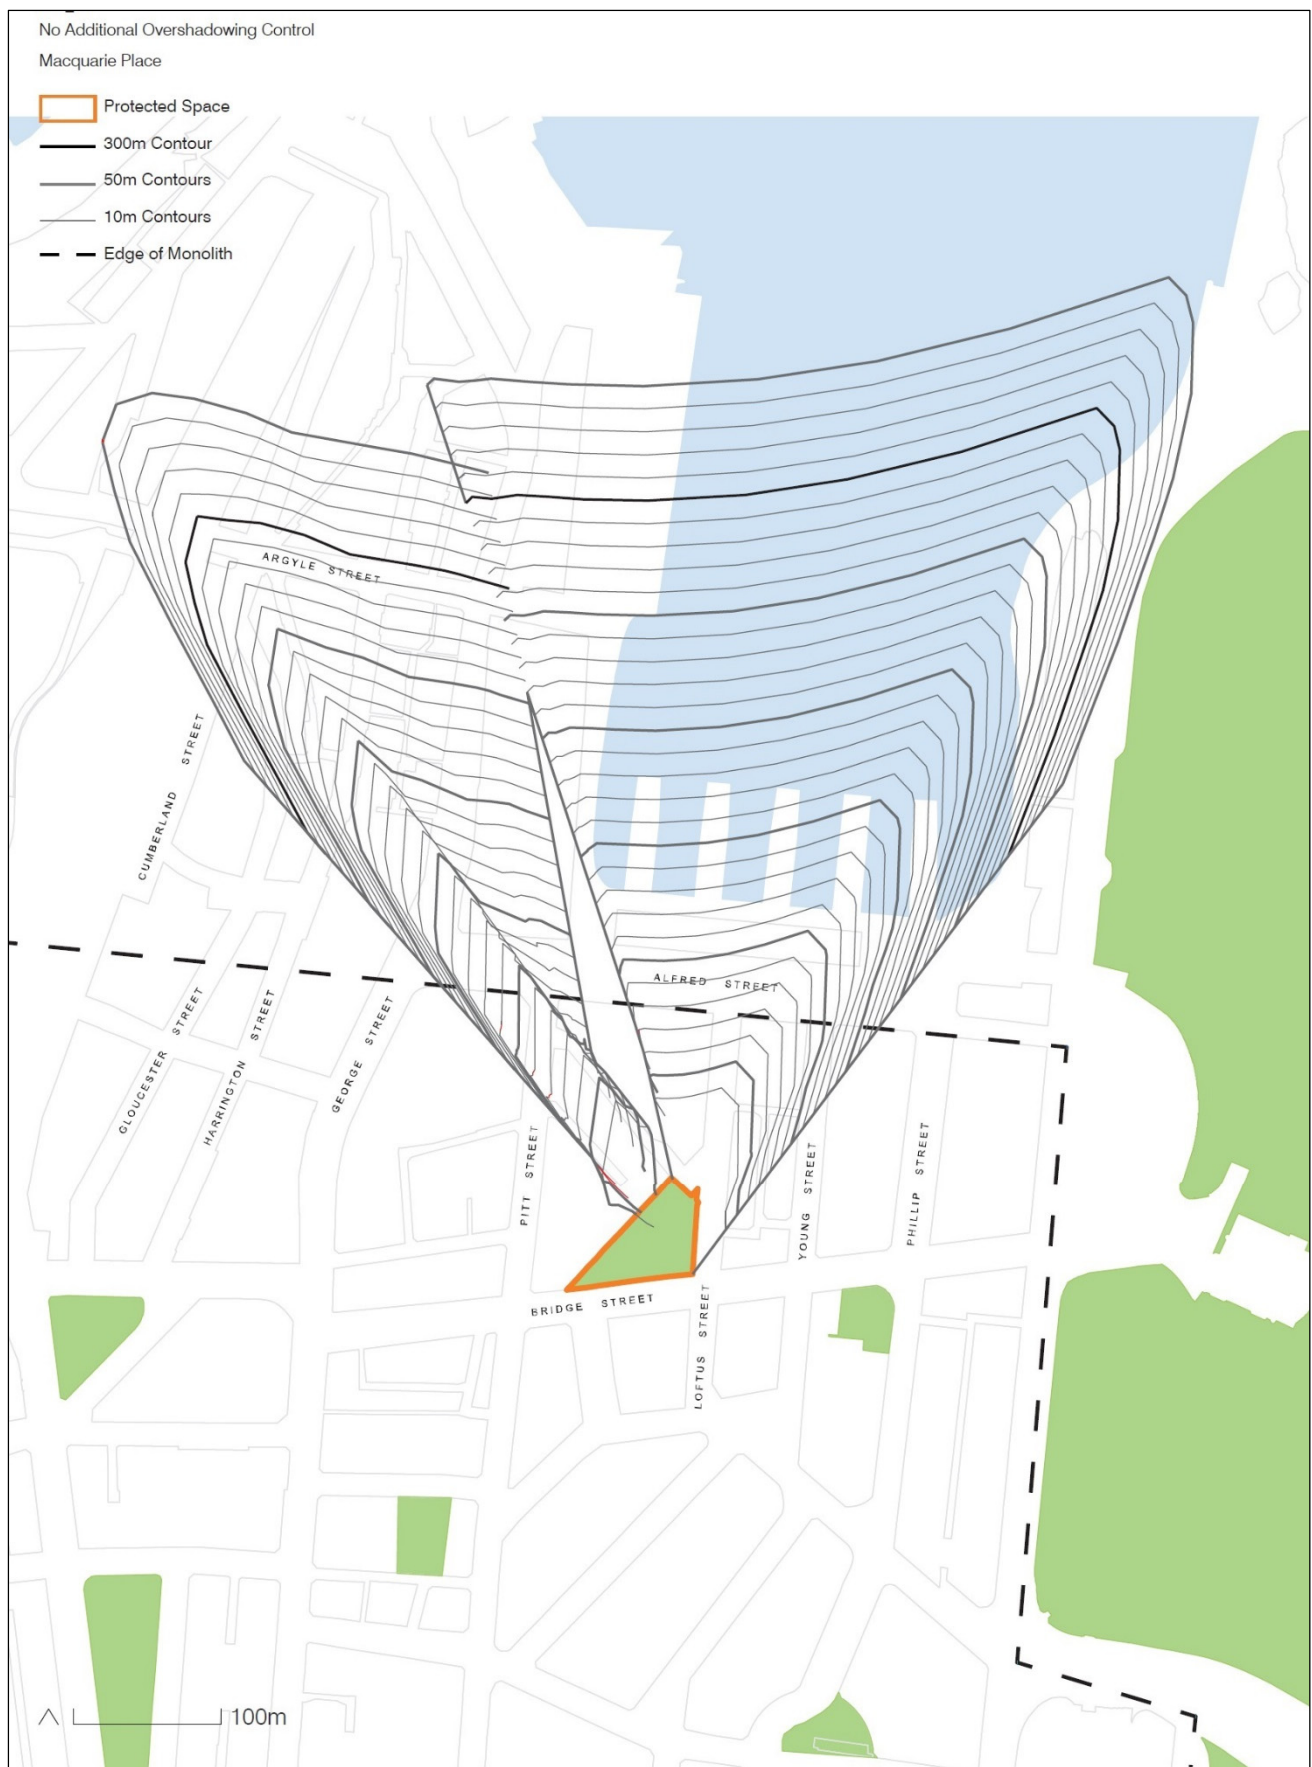 No Additional Overshadowing Control
Macquarie Place
Protected Space
300m Contour
50m Contours
10m Contours
Edge of Monolith
ARGYLE STREET
CUMBERLAND STREET
ALFRED STREET
GLOUCESTER STREET
HARRINGTON STREET
GEORGE STREET
PITT STREET
YOUNG STREET
PHILLIP STREET
BRIDGE STREET
LOFTUS STREET
100m